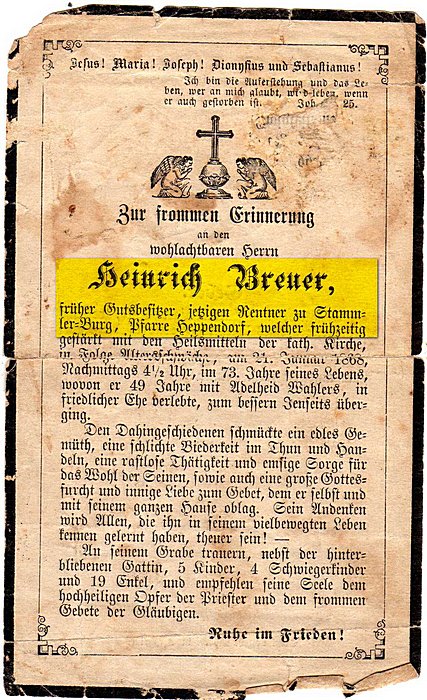 Jesus! Maria! Joseph! Dionysius und Sebastianus!
Ich bin die Auferstehung und das Le-
ben, wer an mich glaubt, wird leben, wenn
er auch gestorben ist. Joh. 25.
Zur frommen Erinnerung
an den
wohlachtbaren Herrn
Heinrich Breuer,
früher Gutsbesitzer, jetzigen Rentner zu Stamm-
ler-Burg, Pfarre Heppendorf, welcher frühzeitig
gestärkt mit den Heilsmitteln der kath. Kirche,
in Folge Altersschwäche, am 21. Januar 1868,
Nachmittags 4½ Uhr, im 73. Jahre seines Lebens,
wovon er 49 Jahre mit Adelheid Wahlers, in
friedlicher Ehe verlebte, zum bessern Jenseits über-
ging.
Den Dahingeschiedenen schmückte ein edles Ge-
müth, eine schlichte Biederkeit im Thun und Han-
deln, eine rastlose Thätigkeit und emsige Sorge für
das Wohl der Seinen, sowie auch eine große Gottes-
furcht und innige Liebe zum Gebet, dem er selbst und
mit seinem ganzen Hause oblag. Sein Andenken
wird Allen, die ihn in seinem vielbewegten Leben
kennen gelernt haben, theuer sein! —
An seinem Grabe trauern, nebst der hinter-
bliebenen Gattin, 5 Kinder, 4 Schwiegerkinder
und 19 Enkel, und empfehlen seine Seele dem
hochheiligen Opfer der Priester und dem frommen
Gebete der Gläubigen.
Ruhe im Frieden!